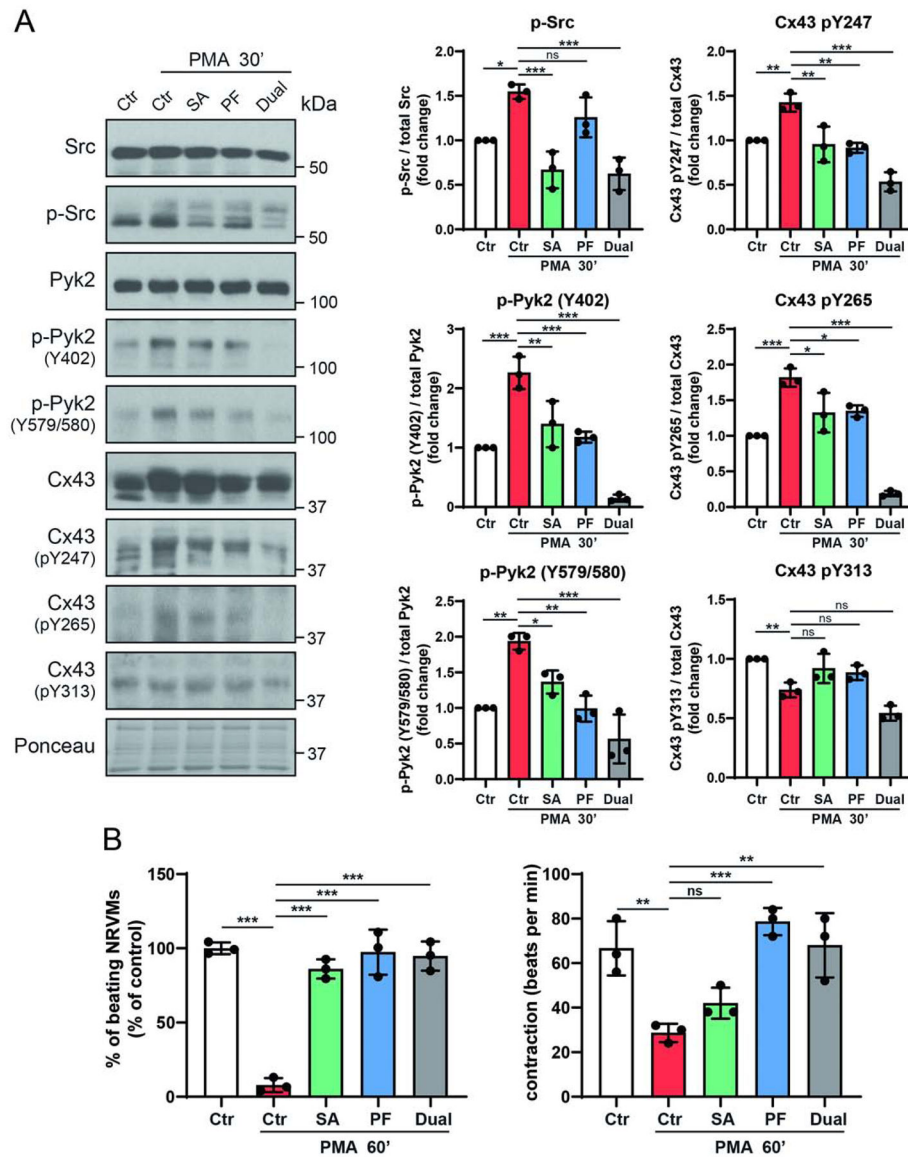 A
PMA 30'
Ctr Ctr SA PF Dual kDa
Src
50
p-Src
50
Pyk2
100
p-Pyk2
(Y402)
100
p-Pyk2
(Y579/580)
100
Cx43
37
Cx43
(pY247)
37
Cx43
(pY265)
37
Cx43
(pY313)
37
Ponceau
37
p-Src
p-Src / total Src
(fold change)
2.0
1.5
1.0
0.5
0.0
*
***
ns
***
Ctr Ctr SA PF Dual
PMA 30'
Cx43 pY247
Cx43 pY247 / total Cx43
(fold change)
2.0
1.5
1.0
0.5
0.0
**
**
**
***
Ctr Ctr SA PF Dual
PMA 30'
p-Pyk2 (Y402)
p-Pyk2 (Y402) / total Pyk2
(fold change)
3
2
1
0
***
**
***
***
Ctr Ctr SA PF Dual
PMA 30'
Cx43 pY265
Cx43 pY265 / total Cx43
(fold change)
2.0
1.5
1.0
0.5
0.0
***
*
*
***
Ctr Ctr SA PF Dual
PMA 30'
p-Pyk2 (Y579/580)
p-Pyk2 (Y579/580) / total Pyk2
(fold change)
2.5
2.0
1.5
1.0
0.5
0.0
**
*
**
***
Ctr Ctr SA PF Dual
PMA 30'
Cx43 pY313
Cx43 pY313 / total Cx43
(fold change)
1.5
1.0
0.5
0.0
**
ns
ns
ns
Ctr Ctr SA PF Dual
PMA 30'
B
% of beating NRVMs
(% of control)
150
100
50
0
***
***
***
***
Ctr Ctr SA PF Dual
PMA 60'
contraction (beats per min)
100
80
60
40
20
0
**
ns
***
**
Ctr Ctr SA PF Dual
PMA 60'